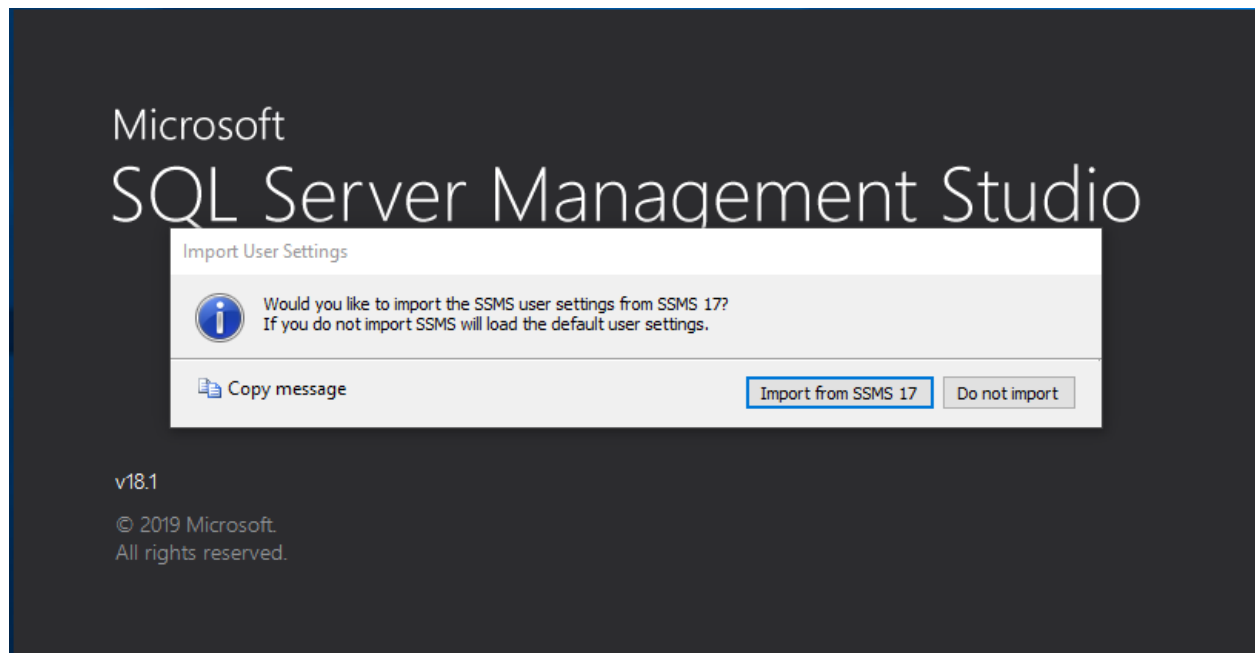 Microsoft
SQL Server Management Studio
Import User Settings
Would you like to import the SSMS user settings from SSMS 17?
If you do not import SSMS will load the default user settings.
Copy message
Import from SSMS 17
Do not import
v18.1
© 2019 Microsoft.
All rights reserved.